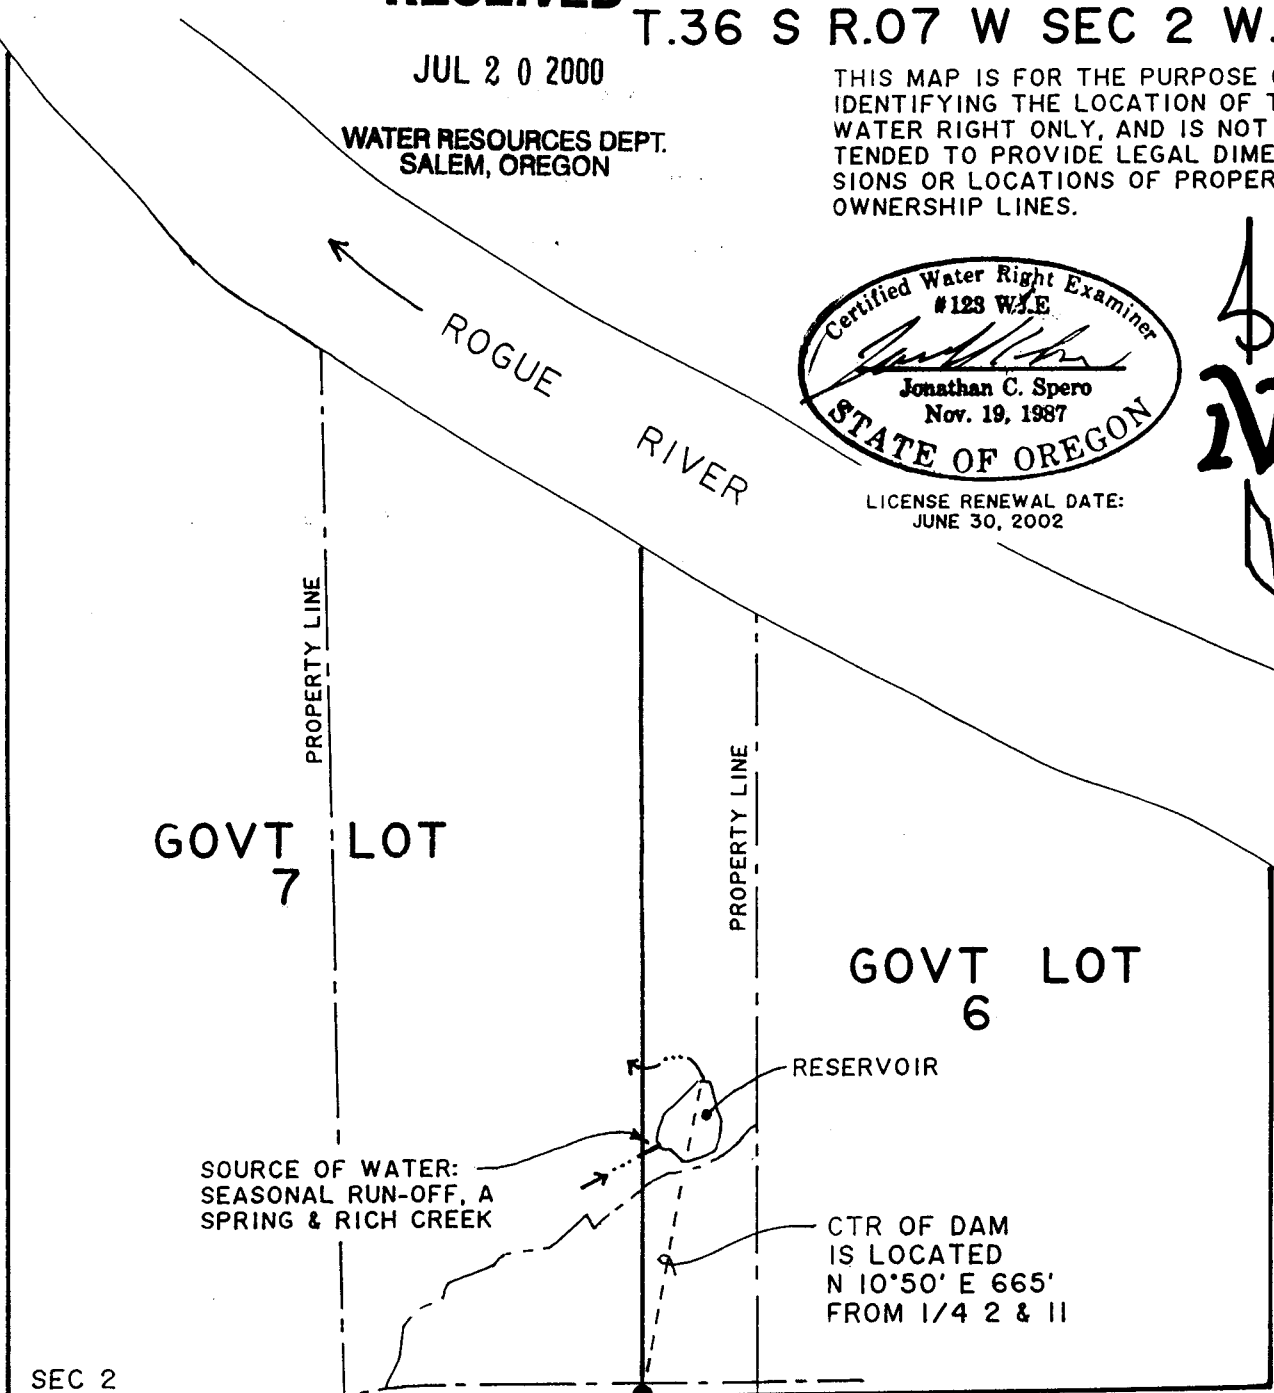 RECEIVED
T.36 S R.07 W SEC 2 W.
JUL 2 0 2000
WATER RESOURCES DEPT.
SALEM, OREGON
THIS MAP IS FOR THE PURPOSE
IDENTIFYING THE LOCATION OF
WATER RIGHT ONLY, AND IS NOT
TENDED TO PROVIDE LEGAL DIME
SIONS OR LOCATIONS OF PROPER
OWNERSHIP LINES.
Certified Water Right Examiner
#123 W.R.E
Jonathan C. Spero
Nov. 19, 1987
STATE OF OREGON
LICENSE RENEWAL DATE:
JUNE 30, 2002
N
ROGUE
RIVER
PROPERTY LINE
PROPERTY LINE
GOVT LOT
7
GOVT LOT
6
RESERVOIR
SOURCE OF WATER:
SEASONAL RUN-OFF, A
SPRING & RICH CREEK
CTR OF DAM
IS LOCATED
N 10°50' E 665'
FROM 1/4 2 & 11
SEC 2